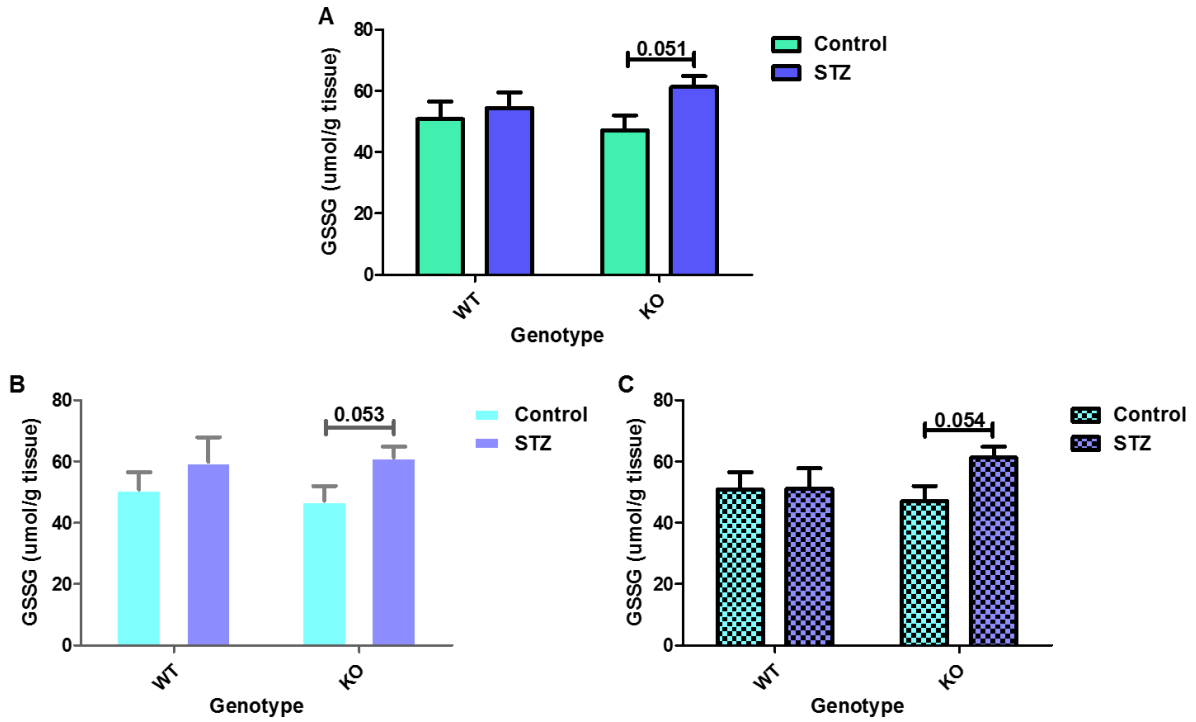 A
GSSG (umol/g tissue)
80
60
40
20
0
0.051
Control
STZ
WT
KO
Genotype
B
GSSG (umol/g tissue)
80
60
40
20
0
0.053
Control
STZ
WT
KO
Genotype
C
GSSG (umol/g tissue)
80
60
40
20
0
0.054
Control
STZ
WT
KO
Genotype